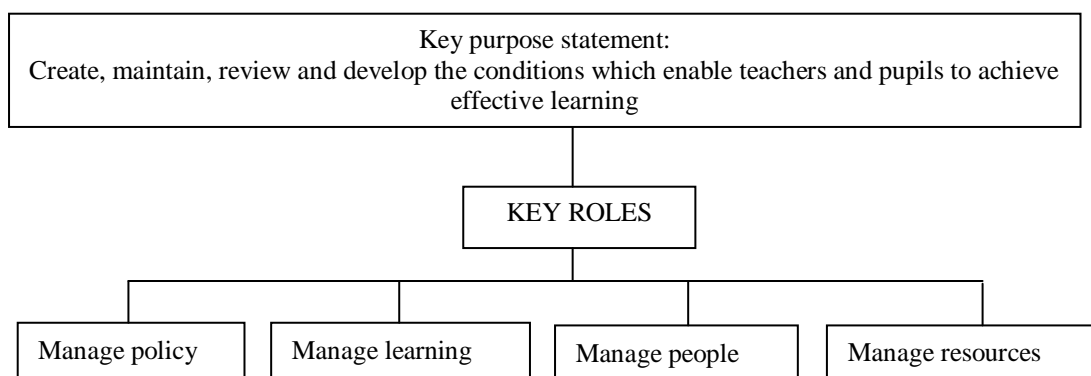 Key purpose statement:
Create, maintain, review and develop the conditions which enable teachers and pupils to achieve
effective learning
KEY ROLES
Manage policy
Manage learning
Manage people
Manage resources